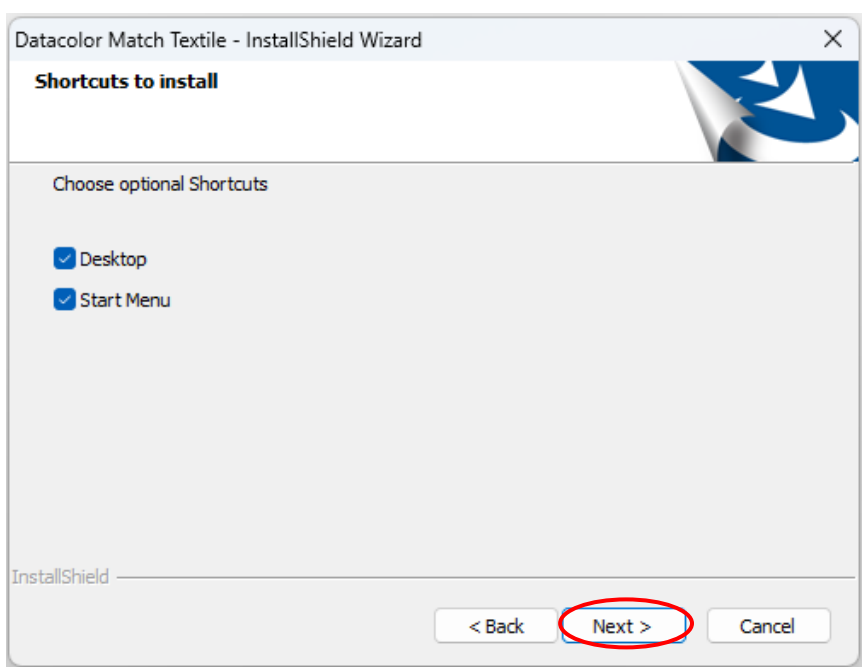 Datacolor Match Textile - InstallShield Wizard
Shortcuts to install
Choose optional Shortcuts
Desktop
Start Menu
InstallShield
< Back Next > Cancel